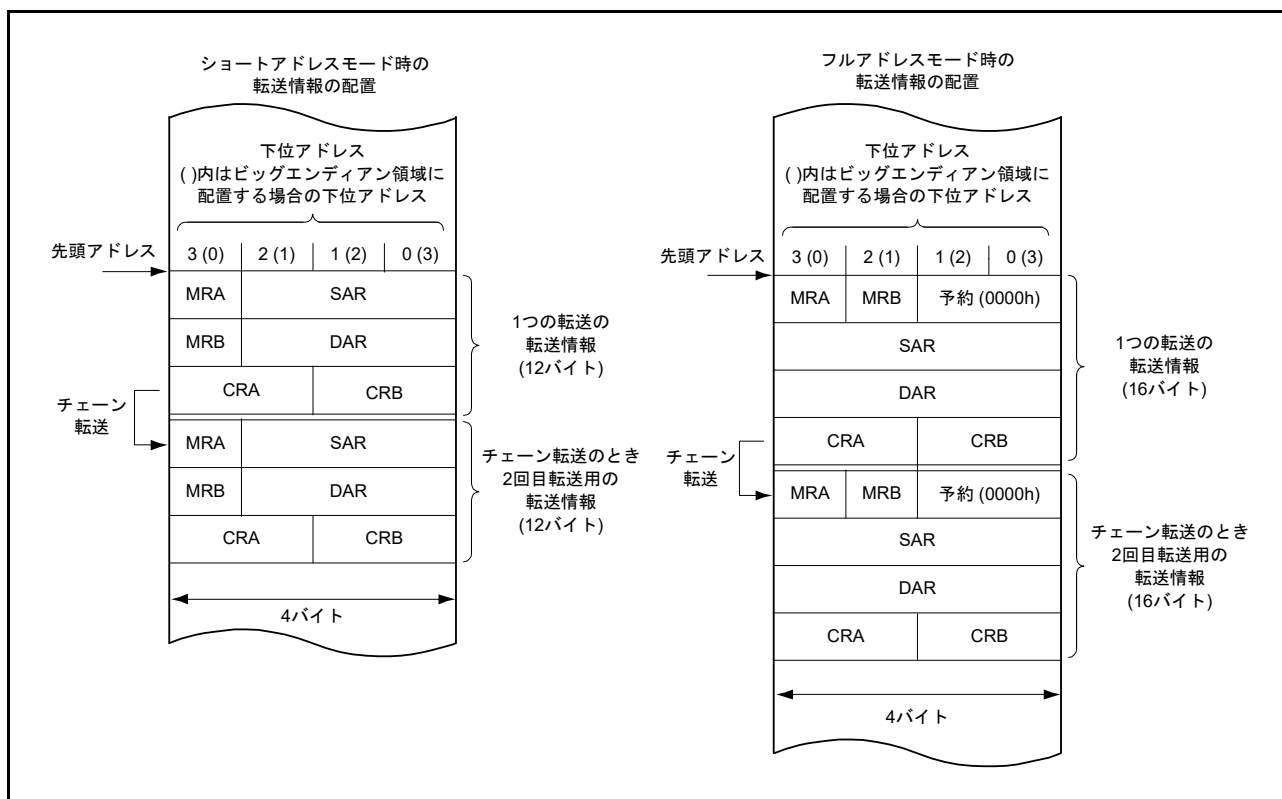 ショートアドレスモード時の
転送情報の配置
下位アドレス
( )内はビッグエンディアン領域に
配置する場合の下位アドレス
先頭アドレス
3 (0) 2 (1) 1 (2) 0 (3)
MRA SAR
MRB DAR
CRA CRB
1つの転送の
転送情報
(12バイト)
チェーン
転送
MRA SAR
MRB DAR
CRA CRB
チェーン転送のとき
2回目転送用の
転送情報
(12バイト)
4バイト
フルアドレスモード時の
転送情報の配置
下位アドレス
( )内はビッグエンディアン領域に
配置する場合の下位アドレス
先頭アドレス
3 (0) 2 (1) 1 (2) 0 (3)
MRA MRB 予約 (0000h)
SAR
DAR
CRA CRB
1つの転送の
転送情報
(16バイト)
チェーン
転送
MRA MRB 予約 (0000h)
SAR
DAR
CRA CRB
チェーン転送のとき
2回目転送用の
転送情報
(16バイト)
4バイト